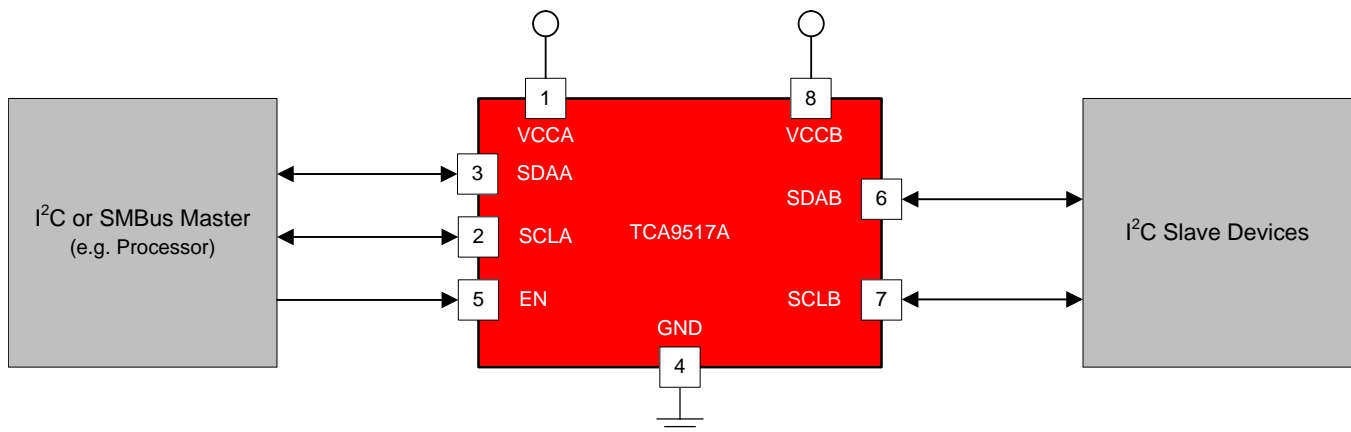 1
8
VCCA
VCCB
3
SDAA
SDAB
6
I²C or SMBus Master
(e.g. Processor)
2
SCLA
TCA9517A
I²C Slave Devices
5
EN
SCLB
7
GND
4